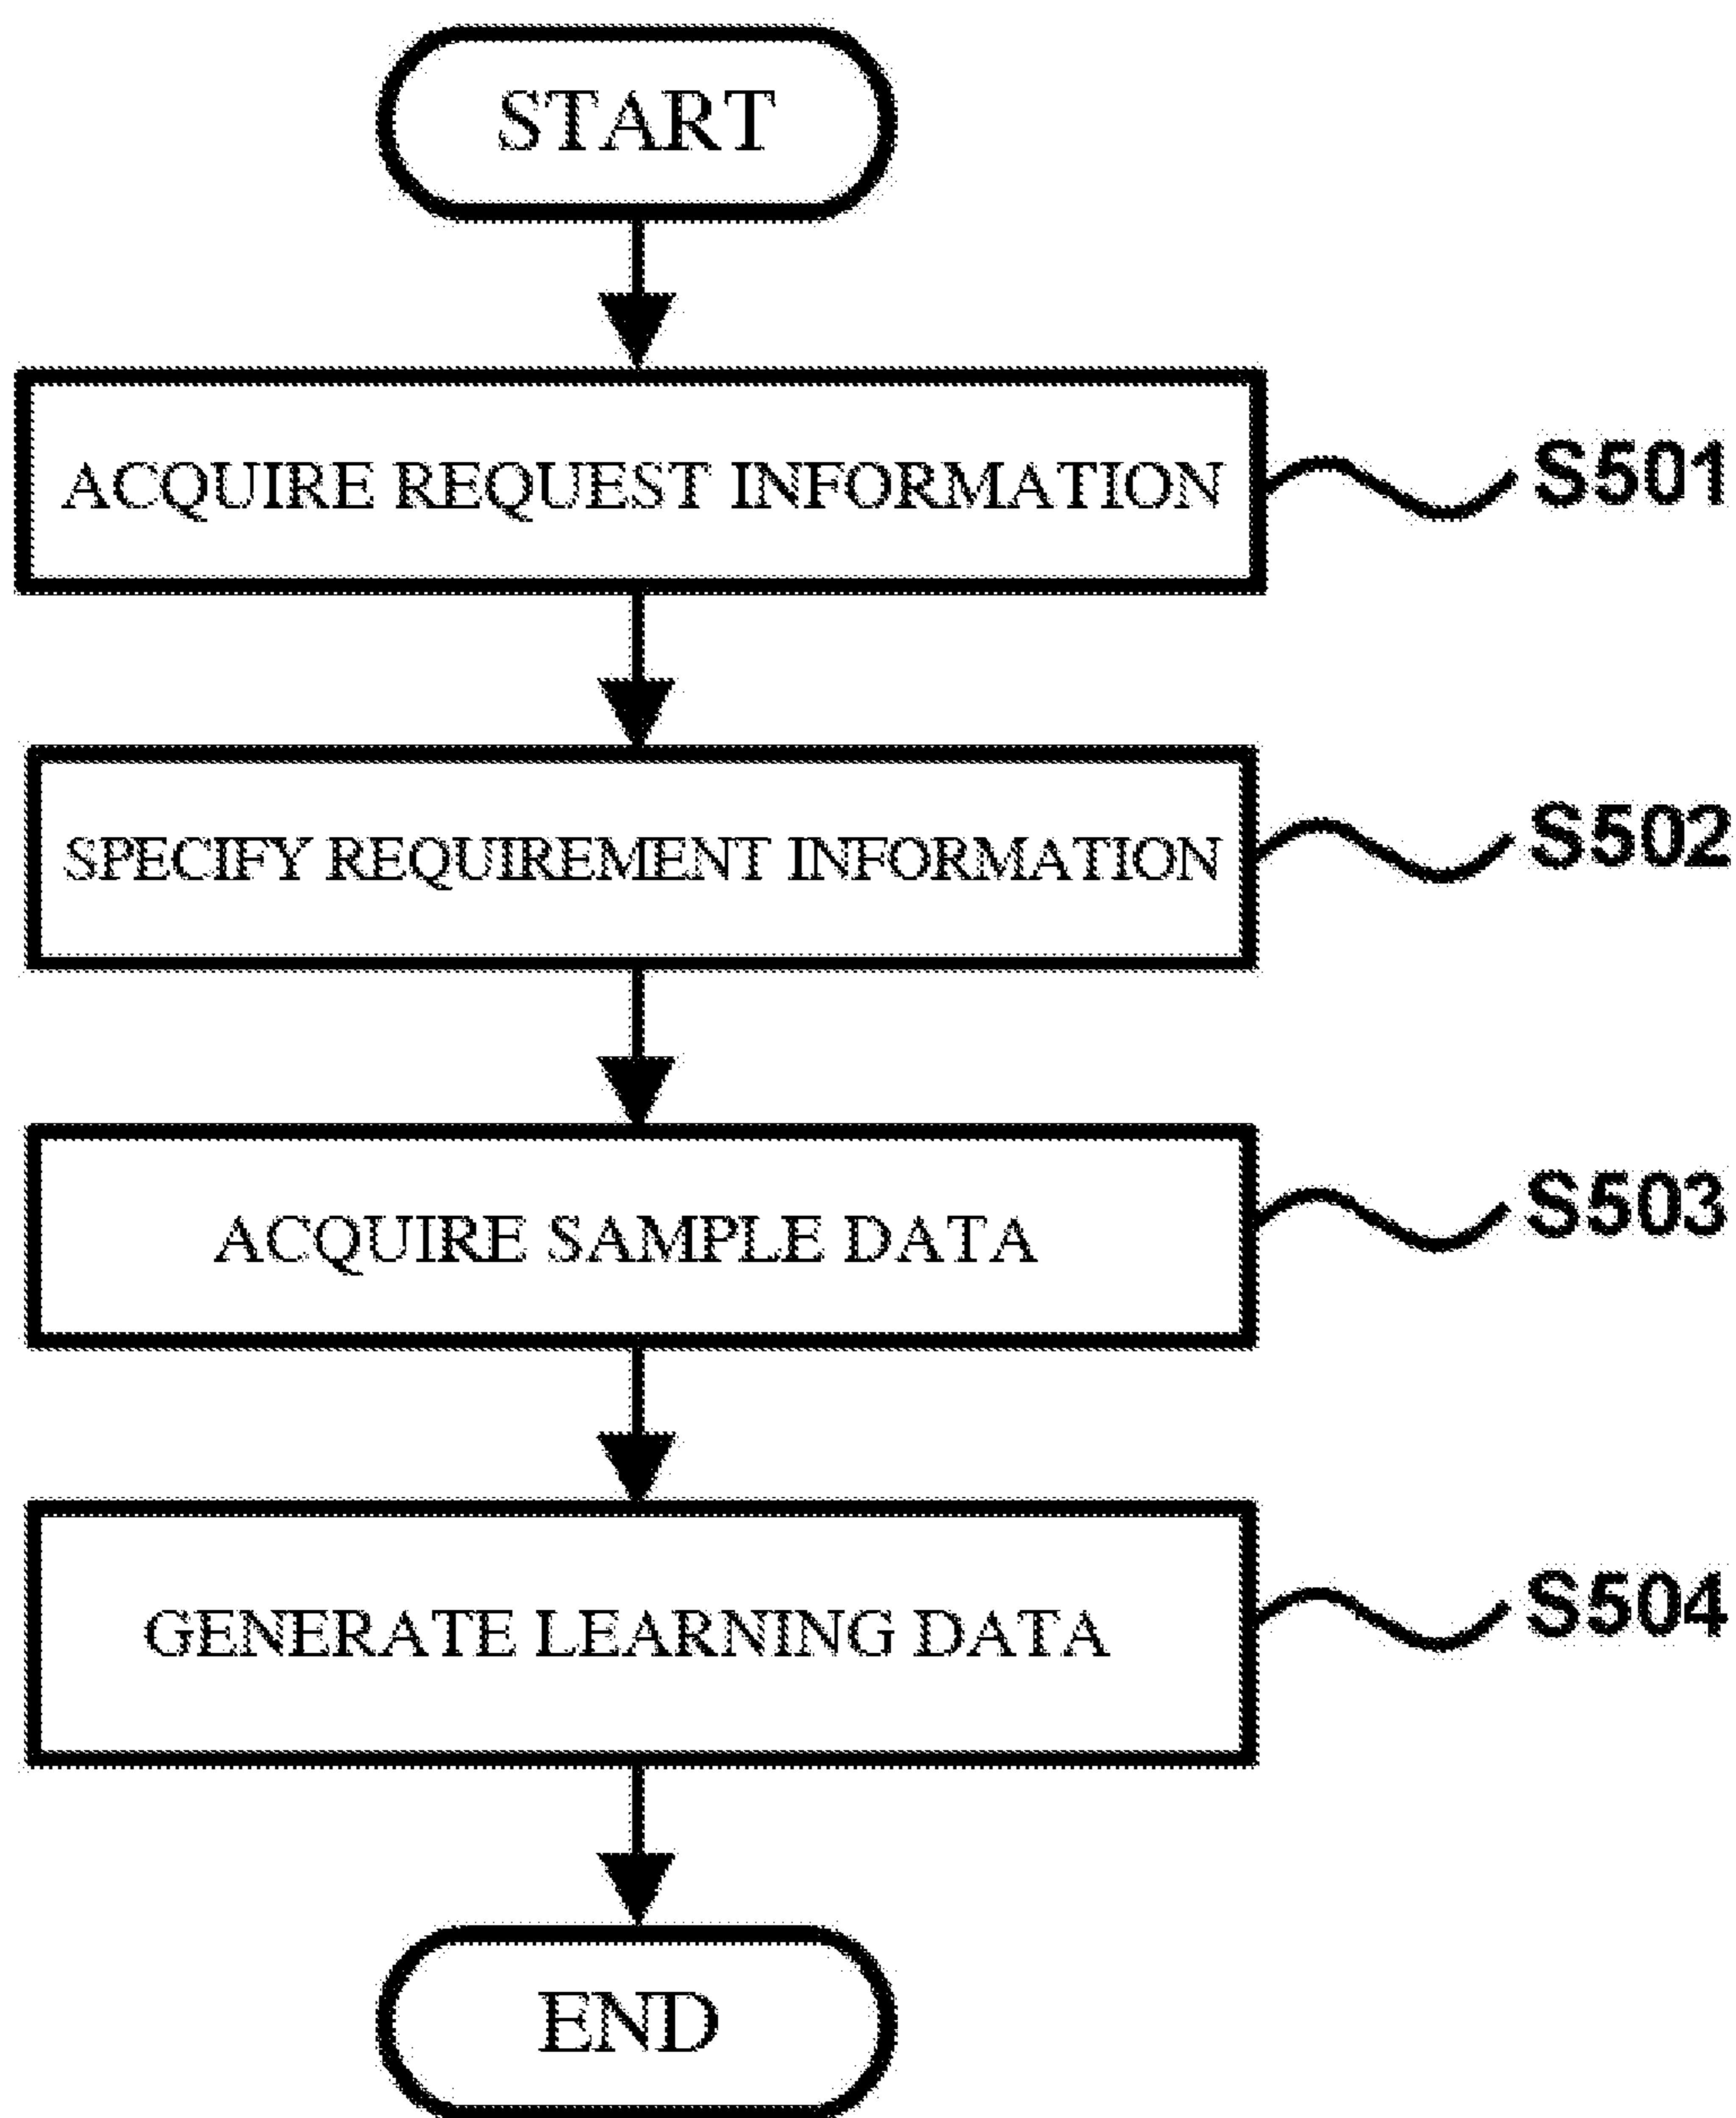 START
ACQUIRE REQUEST INFORMATION
S501
SPECIFY REQUIREMENT INFORMATION
S502
ACQUIRE SAMPLE DATA
S503
GENERATE LEARNING DATA
S504
END